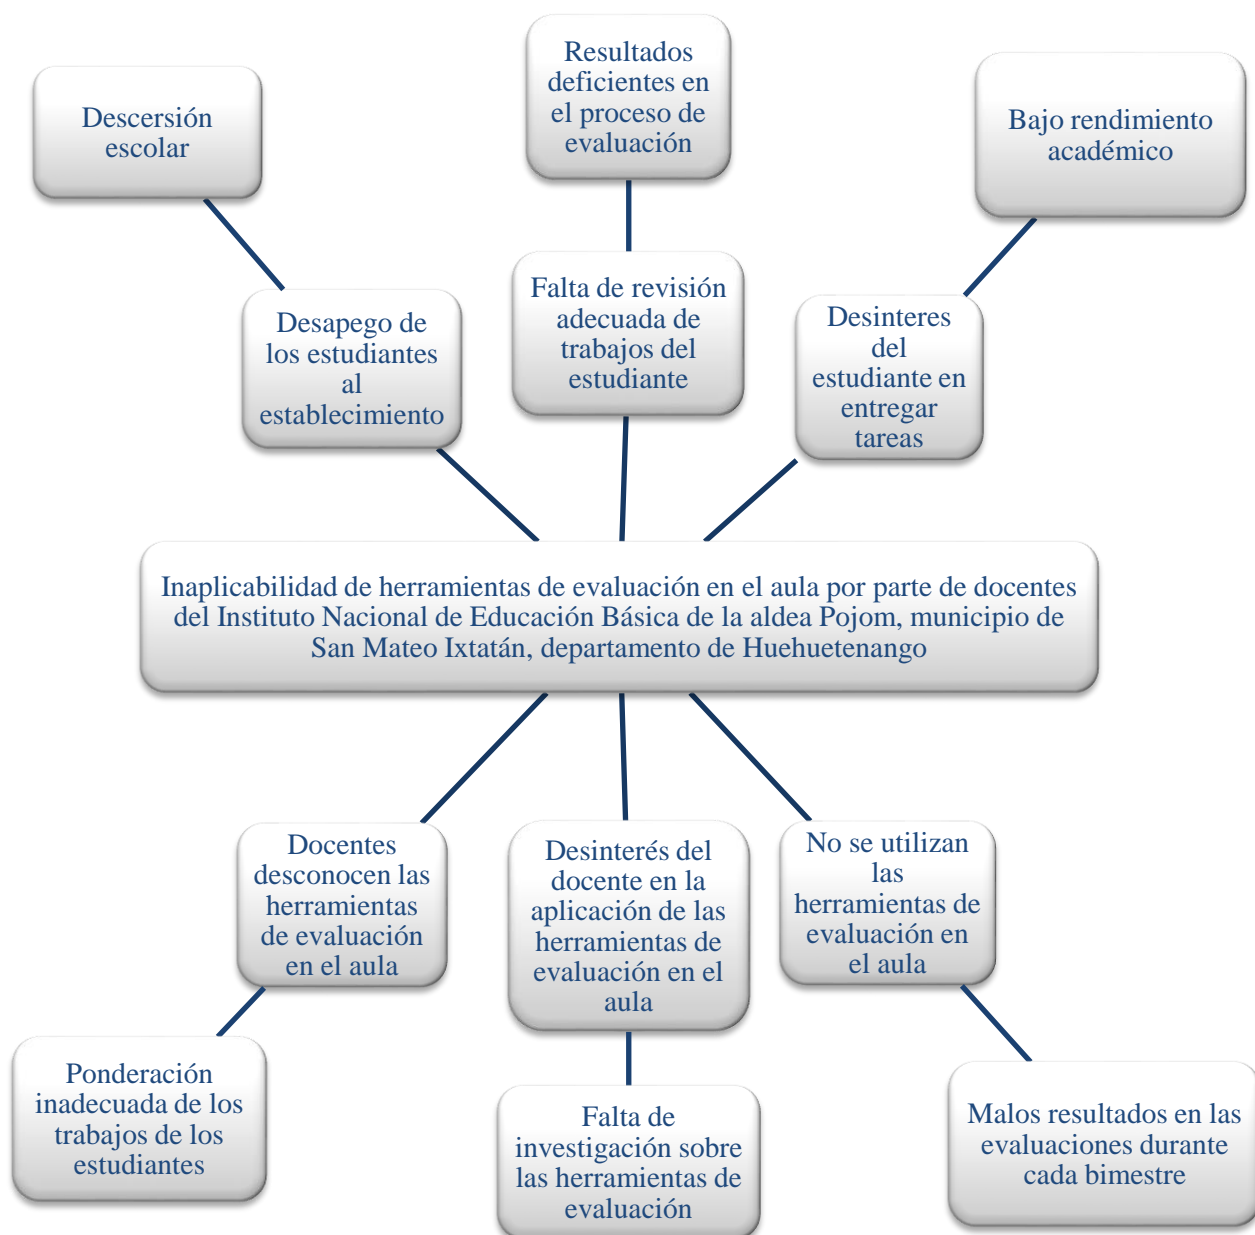 Resultados
deficientes en
el proceso de
evaluación
Descersión
escolar
Bajo rendimiento
académico
Falta de revisión
adecuada de
trabajos del
estudiante
Desapego de
los estudiantes
al
establecimiento
Desinteres
del
estudiante en
entregar
tareas
Inaplicabilidad de herramientas de evaluación en el aula por parte de docentes
del Instituto Nacional de Educación Básica de la aldea Pojom, municipio de
San Mateo Ixtatán, departamento de Huehuetenango
Docentes
desconocen las
herramientas
de evaluación
en el aula
Desinterés del
docente en la
aplicación de las
herramientas de
evaluación en el
aula
No se utilizan
las
herramientas de
evaluación en
el aula
Ponderación
inadecuada de los
trabajos de los
estudiantes
Falta de
investigación sobre
las herramientas de
evaluación
Malos resultados en las
evaluaciones durante
cada bimestre